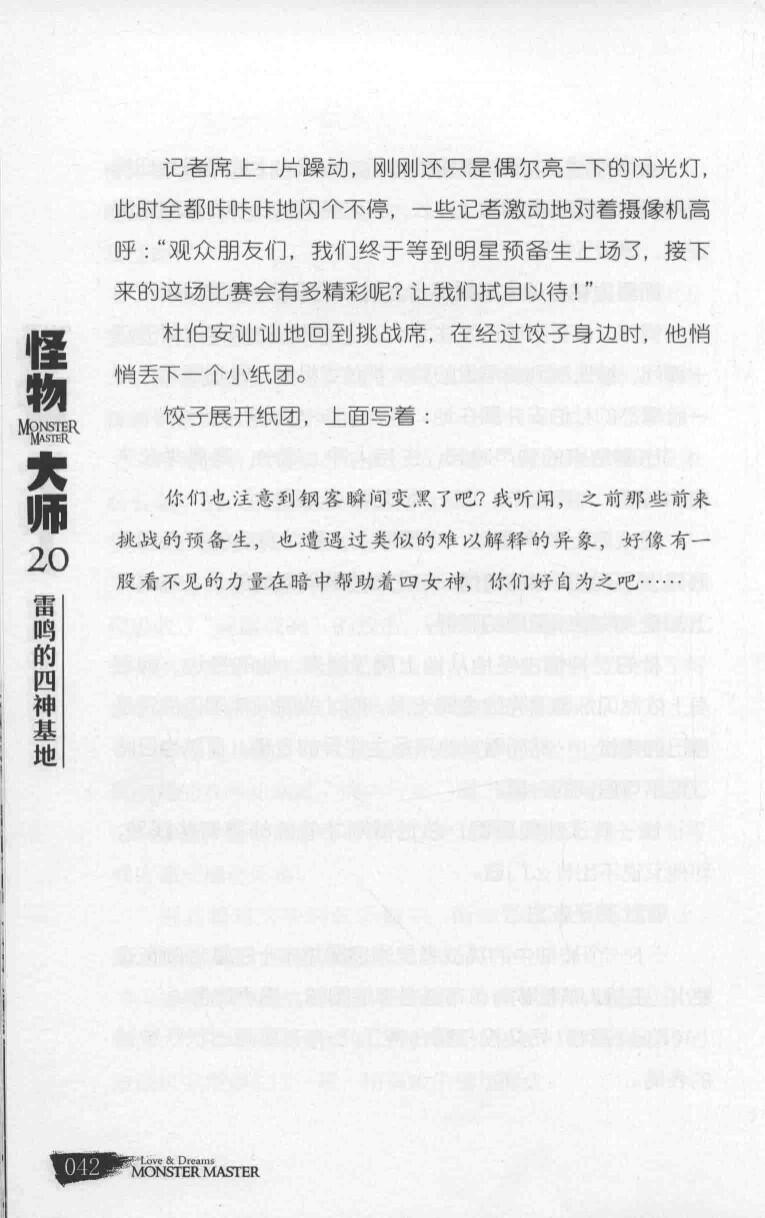 记者席上一片躁动，刚刚还只是偶尔亮一下的闪光灯，
此时全都咔咔咔地闪个不停，一些记者激动地对着摄像机高
呼：“观众朋友们，我们终于等到明星预备生上场了，接下
来的这场比赛会有多精彩呢？让我们拭目以待！”
杜伯安讪讪地回到挑战席，在经过饺子身边时，他悄
悄丢下一个小纸团。
饺子展开纸团，上面写着：
你们也注意到钢客瞬间变黑了吧？我听闻，之前那些前来
挑战的预备生，也遭遇过类似的难以解释的异象，好像有一
股看不见的力量在暗中帮助着四女神，你们好自为之吧……
怪物
MONSTER
MASTER
大师
20
雷鸣的四神基地
042
Love & Dreams
MONSTER MASTER